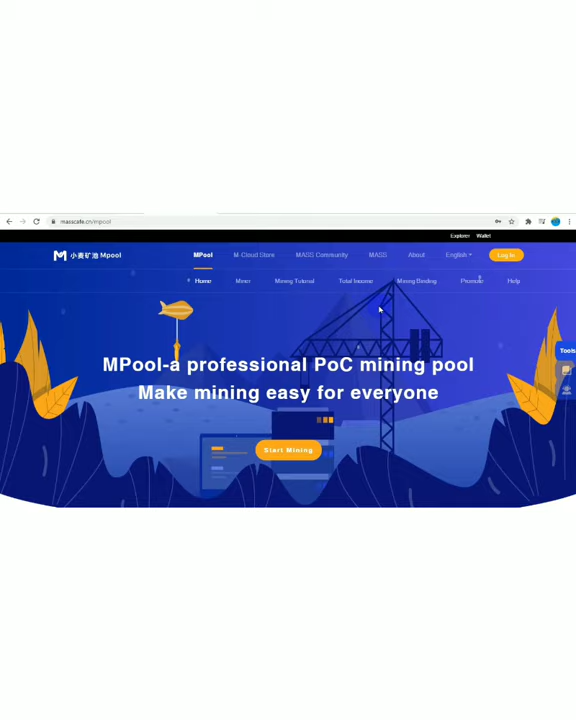 masscafe.cn/mpool
Explorer Wallet
小麦矿池 Mpool MPool M-Cloud Store MASS Community MASS About English Log In
Home Miner Mining Tutorial Total Income Mining Binding Premier Help
Tools
MPool-a professional PoC mining pool
Make mining easy for everyone
Start Mining